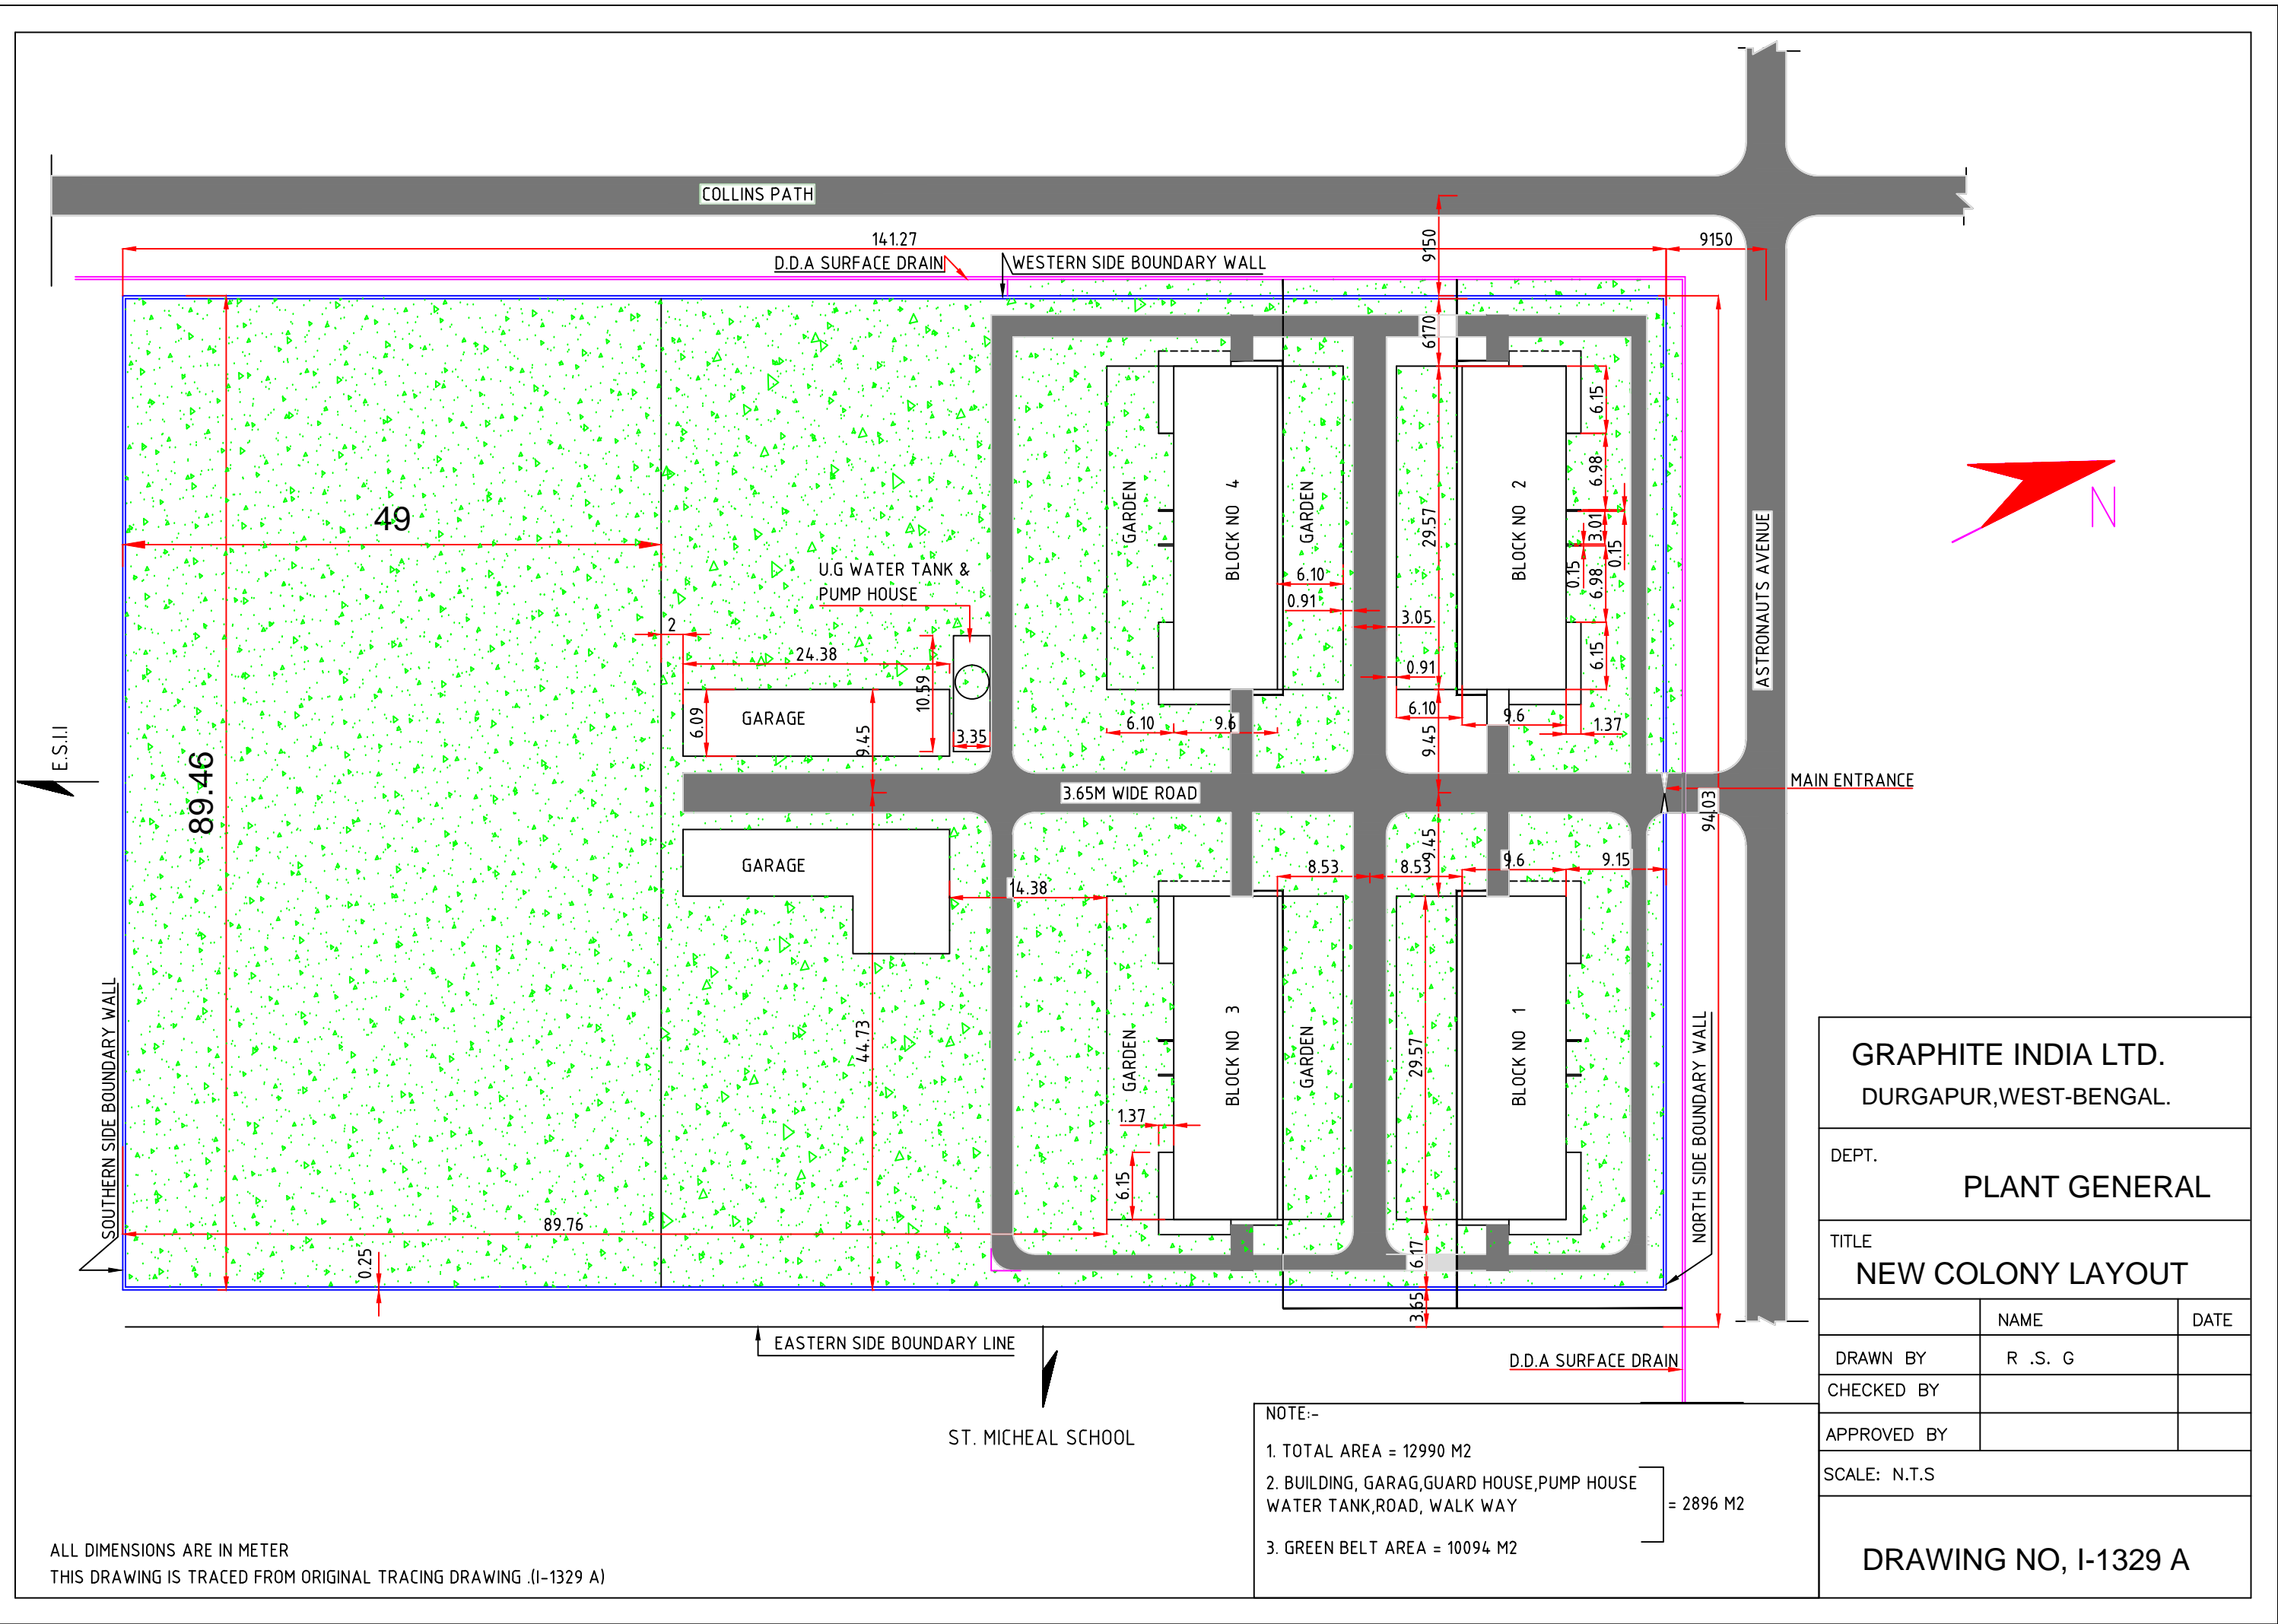 COLLINS PATH
141.27
9150
9150
D.D.A SURFACE DRAIN
WESTERN SIDE BOUNDARY WALL
6170
6.15
6.98
3.01
0.15
0.15
6.98
6.15
49
89.46
E.S.I.I
GARDEN
BLOCK NO 4
GARDEN
29.57
BLOCK NO 2
ASTRONAUTS AVENUE
N
U.G WATER TANK &
PUMP HOUSE
6.10
0.91
3.05
0.91
2
24.38
10.59
GARAGE
6.09
9.45
3.35
6.10
9.6
6.10
9.6
1.37
9.45
MAIN ENTRANCE
3.65M WIDE ROAD
94.03
GARAGE
14.38
8.53
8.53
9.45
9.6
9.15
44.73
GARDEN
BLOCK NO 3
GARDEN
29.57
BLOCK NO 1
1.37
6.15
SOUTHERN SIDE BOUNDARY WALL
NORTH SIDE BOUNDARY WALL
89.76
0.25
6.17
3.65
EASTERN SIDE BOUNDARY LINE
D.D.A SURFACE DRAIN
ST. MICHEAL SCHOOL
NOTE:-
1. TOTAL AREA = 12990 M2
2. BUILDING, GARAG,GUARD HOUSE,PUMP HOUSE
WATER TANK,ROAD, WALK WAY
= 2896 M2
3. GREEN BELT AREA = 10094 M2
ALL DIMENSIONS ARE IN METER
THIS DRAWING IS TRACED FROM ORIGINAL TRACING DRAWING .(I-1329 A)
GRAPHITE INDIA LTD.
DURGAPUR,WEST-BENGAL.
DEPT.
PLANT GENERAL
TITLE
NEW COLONY LAYOUT
NAME DATE
DRAWN BY R .S. G
CHECKED BY
APPROVED BY
SCALE: N.T.S
DRAWING NO, I-1329 A